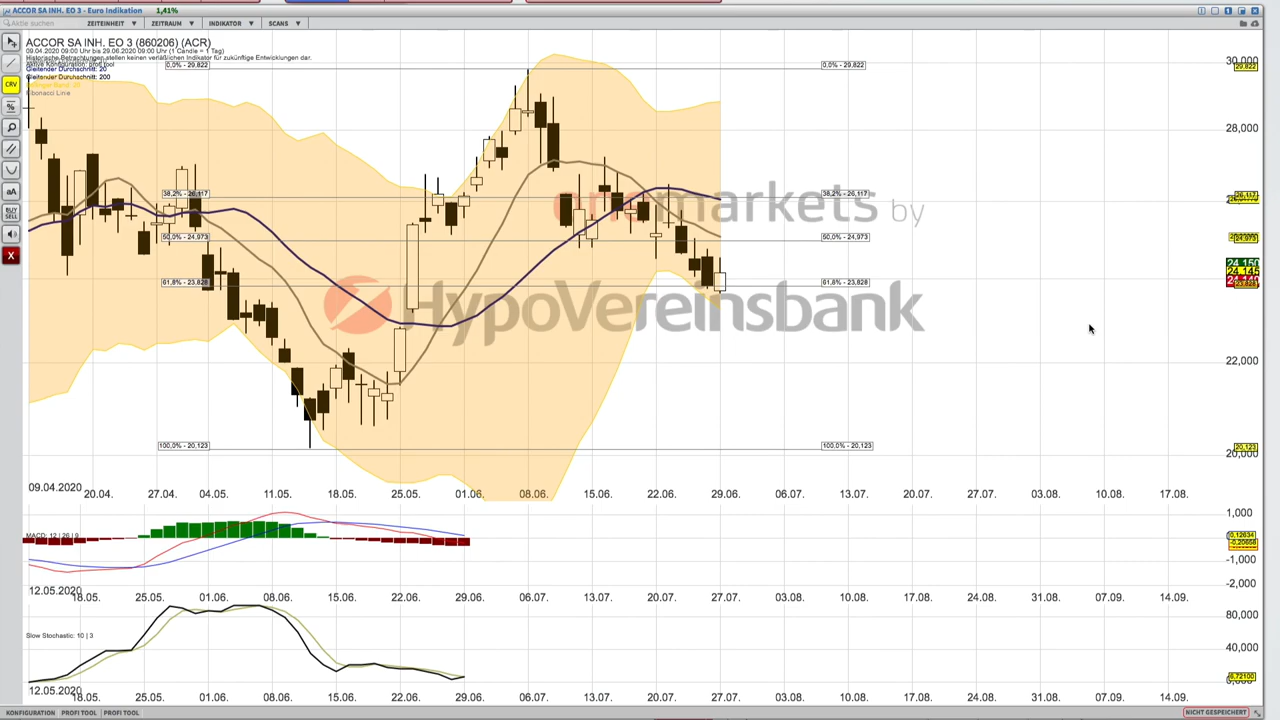 ACCOR SA INH. EO 3 - Euro Indikation 1,41%
Aktie suchen ZEITEINHEIT ▼ ZEITRAUM ▼ INDIKATOR ▼ SCANS ▼
ACCOR SA INH. EO 3 (860206) (ACR)
09.04.2020 09:00 Uhr bis 29.06.2020 09:00 Uhr (1 Candle = 1 Tag)
Historische Betrachtungen stellen keinen verläßlichen Indikator für zukünftige Entwicklungen dar.
Gleitender Durchschnitt: 20
Gleitender Durchschnitt: 200
Fibonacci Linie
CRV
%
aA
BUY
SELL
X
0,0% - 29,822 0,0% - 29,822
38,2% - 26,117 38,2% - 26,117
50,0% - 24,973 50,0% - 24,973
61,8% - 23,828 61,8% - 23,828
100,0% - 20,123 100,0% - 20,123
onemarkets by
HypoVereinsbank
30,000
29,822
28,000
26,117
24,973
24,150
24,145
22,000
20,123
20,000
09.04.2020 20.04. 27.04. 04.05. 11.05. 18.05. 25.05. 01.06. 08.06. 15.06. 22.06. 29.06. 06.07. 13.07. 20.07. 27.07. 03.08. 10.08. 17.08.
MACD: 12 | 26 | 9
1,000
0,12634
-1,000
-2,000
12.05.2020 18.05. 25.05. 01.06. 08.06. 15.06. 22.06. 29.06. 06.07. 13.07. 20.07. 27.07. 03.08. 10.08. 17.08. 24.08. 31.08. 07.09. 14.09.
Slow Stochastic: 10 | 3
80,000
40,000
12.05.2020 18.05. 25.05. 01.06. 08.06. 15.06. 22.06. 29.06. 06.07. 13.07. 20.07. 27.07. 03.08. 10.08. 17.08. 24.08. 31.08. 07.09. 14.09.
KONFIGURATION PROFI TOOL PROFI TOOL NICHT GESPEICHERT